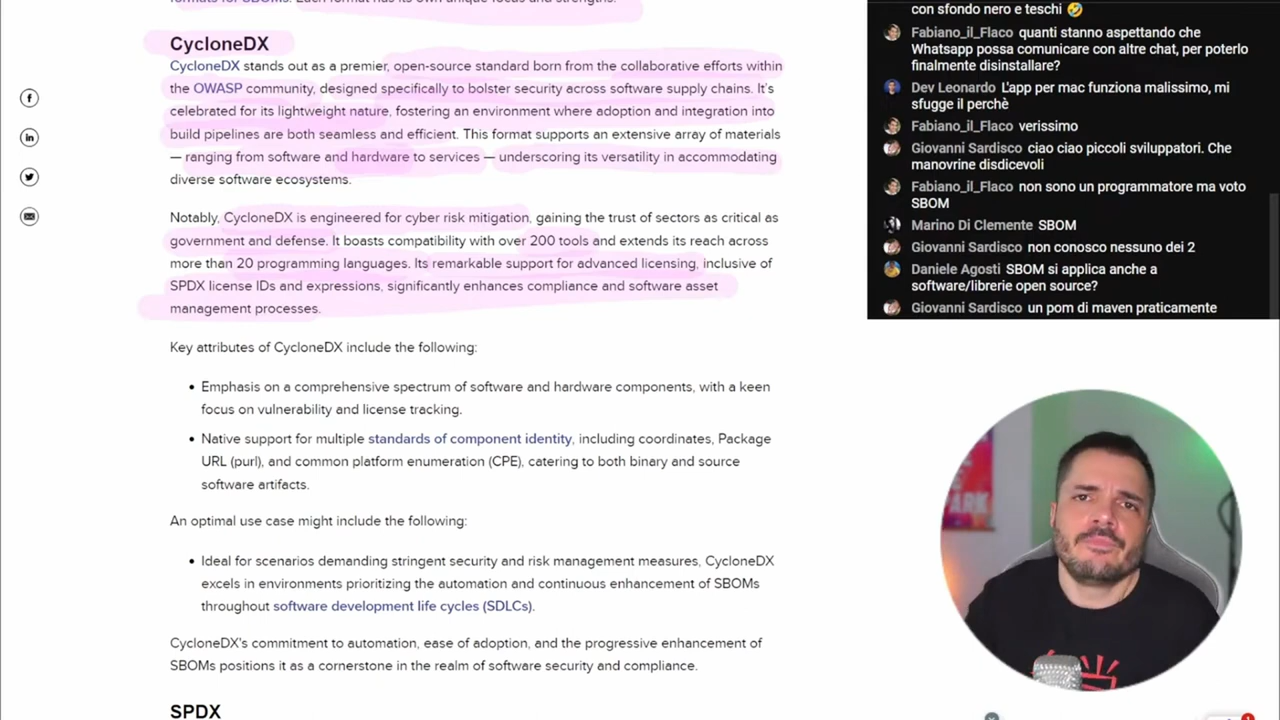 formats for SBOMs. Each format has its own unique focus and strengths.
CycloneDX
CycloneDX stands out as a premier, open-source standard born from the collaborative efforts within
the OWASP community, designed specifically to bolster security across software supply chains. It's
celebrated for its lightweight nature, fostering an environment where adoption and integration into
build pipelines are both seamless and efficient. This format supports an extensive array of materials
— ranging from software and hardware to services — underscoring its versatility in accommodating
diverse software ecosystems.
Notably, CycloneDX is engineered for cyber risk mitigation, gaining the trust of sectors as critical as
government and defense. It boasts compatibility with over 200 tools and extends its reach across
more than 20 programming languages. Its remarkable support for advanced licensing, inclusive of
SPDX license IDs and expressions, significantly enhances compliance and software asset
management processes.
Key attributes of CycloneDX include the following:
• Emphasis on a comprehensive spectrum of software and hardware components, with a keen
focus on vulnerability and license tracking.
• Native support for multiple standards of component identity, including coordinates, Package
URL (purl), and common platform enumeration (CPE), catering to both binary and source
software artifacts.
An optimal use case might include the following:
• Ideal for scenarios demanding stringent security and risk management measures, CycloneDX
excels in environments prioritizing the automation and continuous enhancement of SBOMs
throughout software development life cycles (SDLCs).
CycloneDX's commitment to automation, ease of adoption, and the progressive enhancement of
SBOMs positions it as a cornerstone in the realm of software security and compliance.
SPDX
con sfondo nero e teschi 🤣
Fabiano_il_Flaco quanti stanno aspettando che
Whatsapp possa comunicare con altre chat, per poterlo
finalmente disinstallare?
Dev Leonardo L'app per mac funziona malissimo, mi
sfugge il perchè
Fabiano_il_Flaco verissimo
Giovanni Sardisco ciao ciao piccoli sviluppatori. Che
manovrine disdicevoli
Fabiano_il_Flaco non sono un programmatore ma voto
SBOM
Marino Di Clemente SBOM
Giovanni Sardisco non conosco nessuno dei 2
Daniele Agosti SBOM si applica anche a
software/librerie open source?
Giovanni Sardisco un pom di maven praticamente